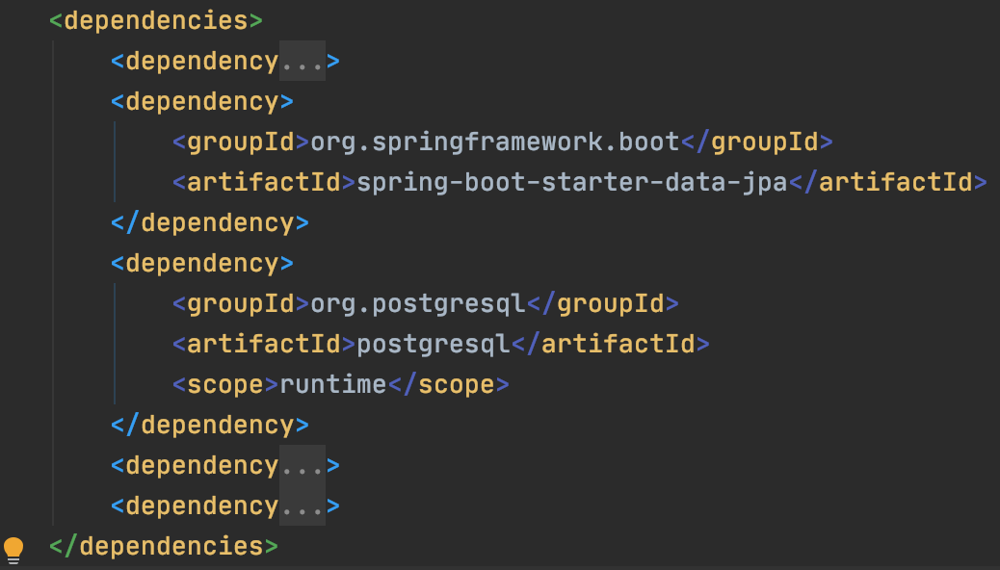 <dependencies>
<dependency...>
<dependency>
<groupId>org.springframework.boot</groupId>
<artifactId>spring-boot-starter-data-jpa</artifactId>
</dependency>
<dependency>
<groupId>org.postgresql</groupId>
<artifactId>postgresql</artifactId>
<scope>runtime</scope>
</dependency>
<dependency...>
<dependency...>
</dependencies>